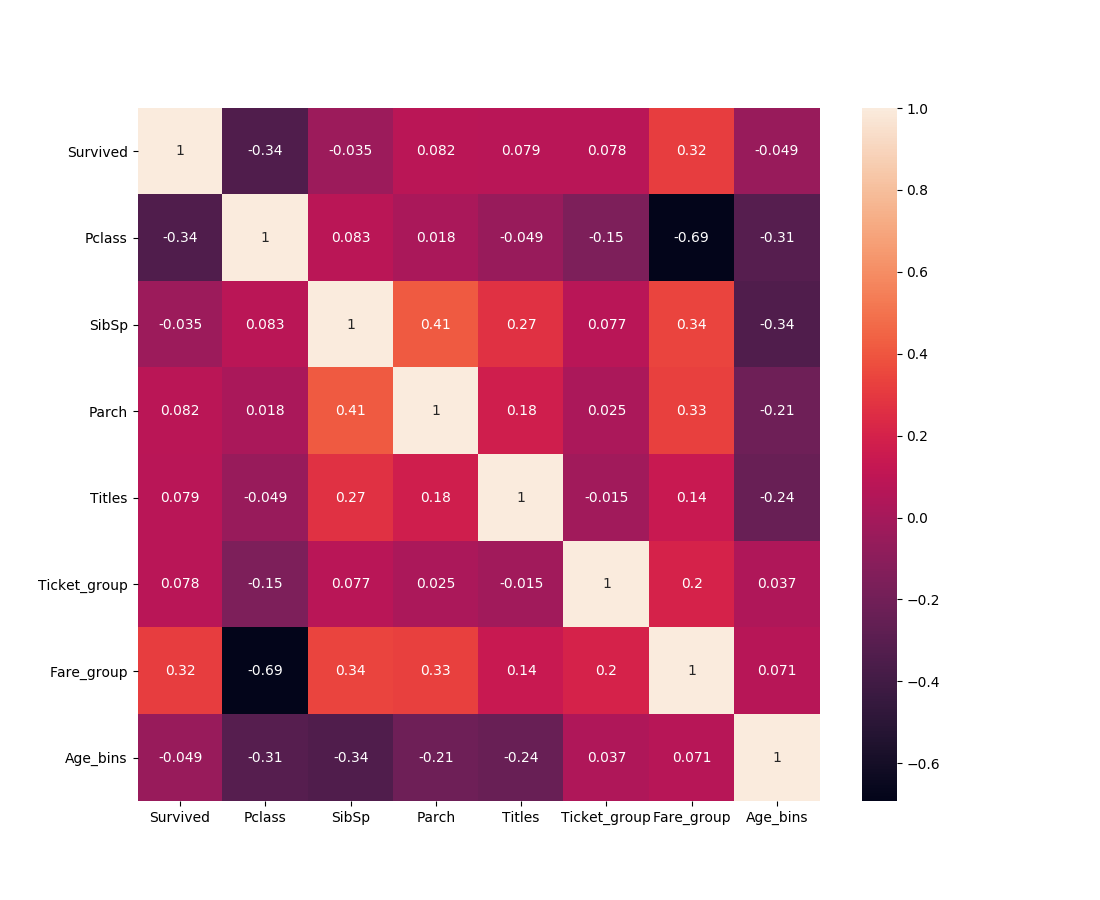 Survived 1 -0.34 -0.035 0.082 0.079 0.078 0.32 -0.049
Pclass -0.34 1 0.083 0.018 -0.049 -0.15 -0.69 -0.31
SibSp -0.035 0.083 1 0.41 0.27 0.077 0.34 -0.34
Parch 0.082 0.018 0.41 1 0.18 0.025 0.33 -0.21
Titles 0.079 -0.049 0.27 0.18 1 -0.015 0.14 -0.24
Ticket_group 0.078 -0.15 0.077 0.025 -0.015 1 0.2 0.037
Fare_group 0.32 -0.69 0.34 0.33 0.14 0.2 1 0.071
Age_bins -0.049 -0.31 -0.34 -0.21 -0.24 0.037 0.071 1
Survived Pclass SibSp Parch Titles Ticket_group Fare_group Age_bins
1.0
0.8
0.6
0.4
0.2
0.0
−0.2
−0.4
−0.6